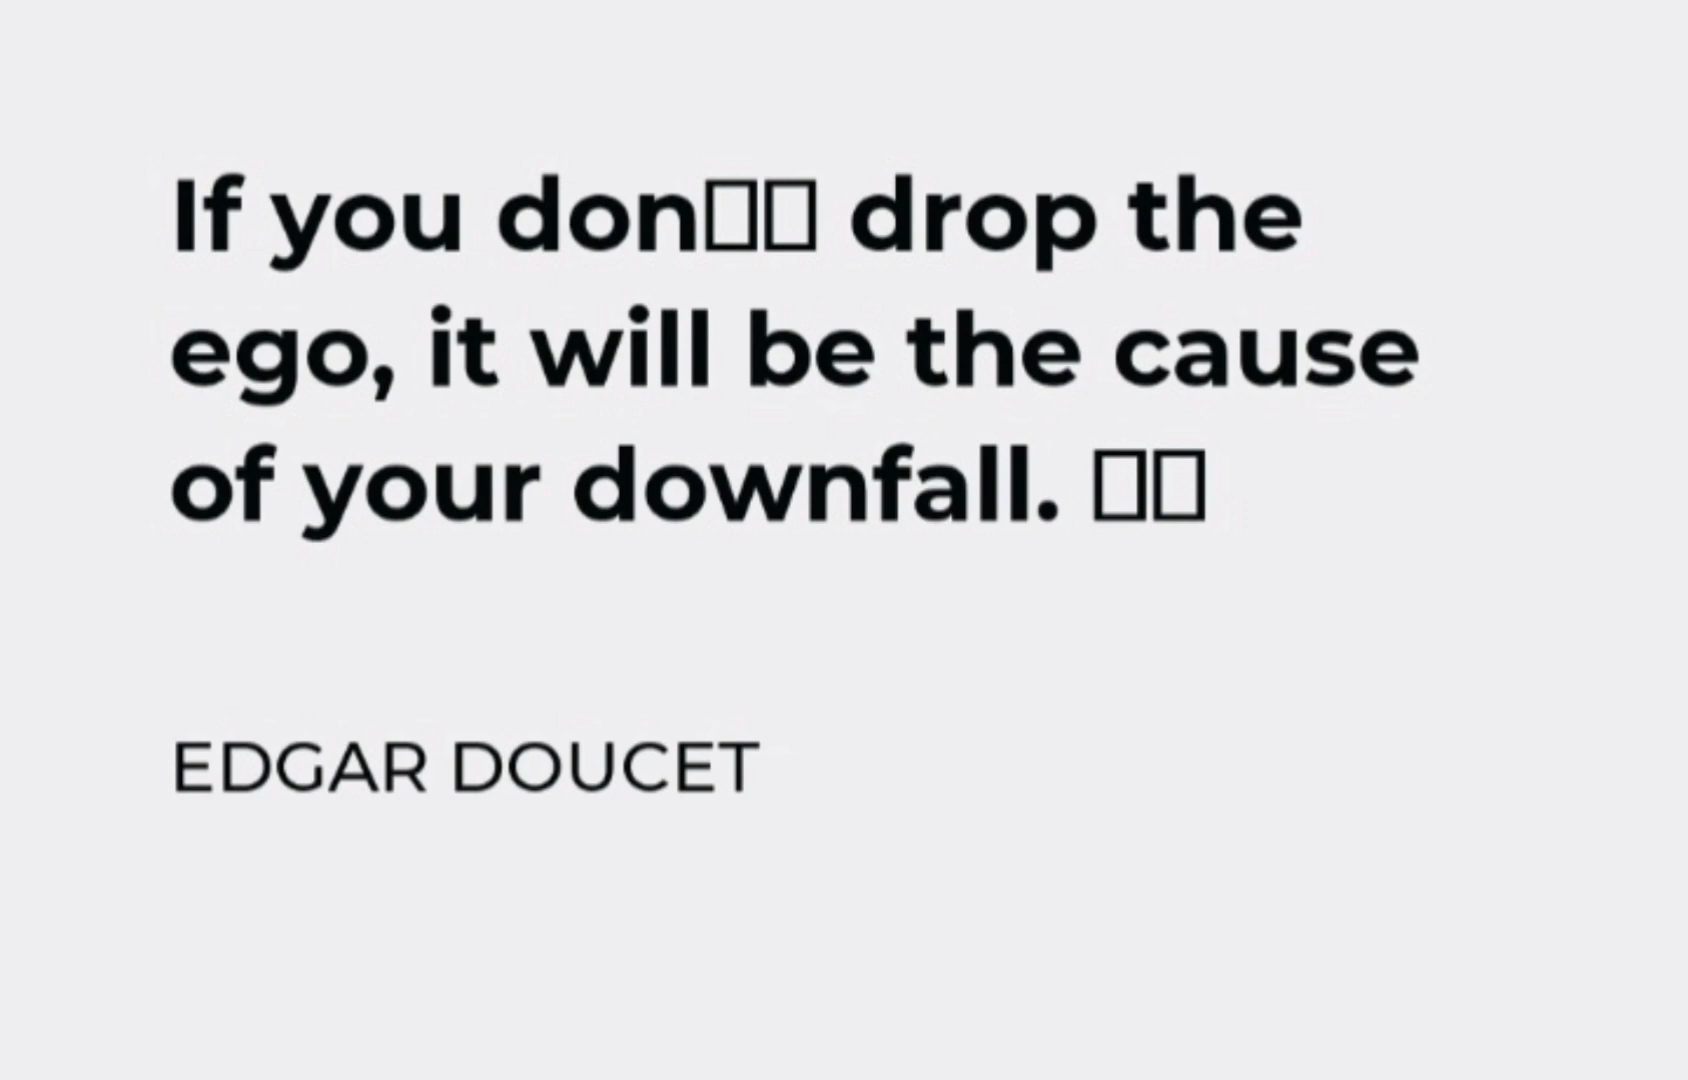 If you don▯▯ drop the
ego, it will be the cause
of your downfall. ▯▯
EDGAR DOUCET